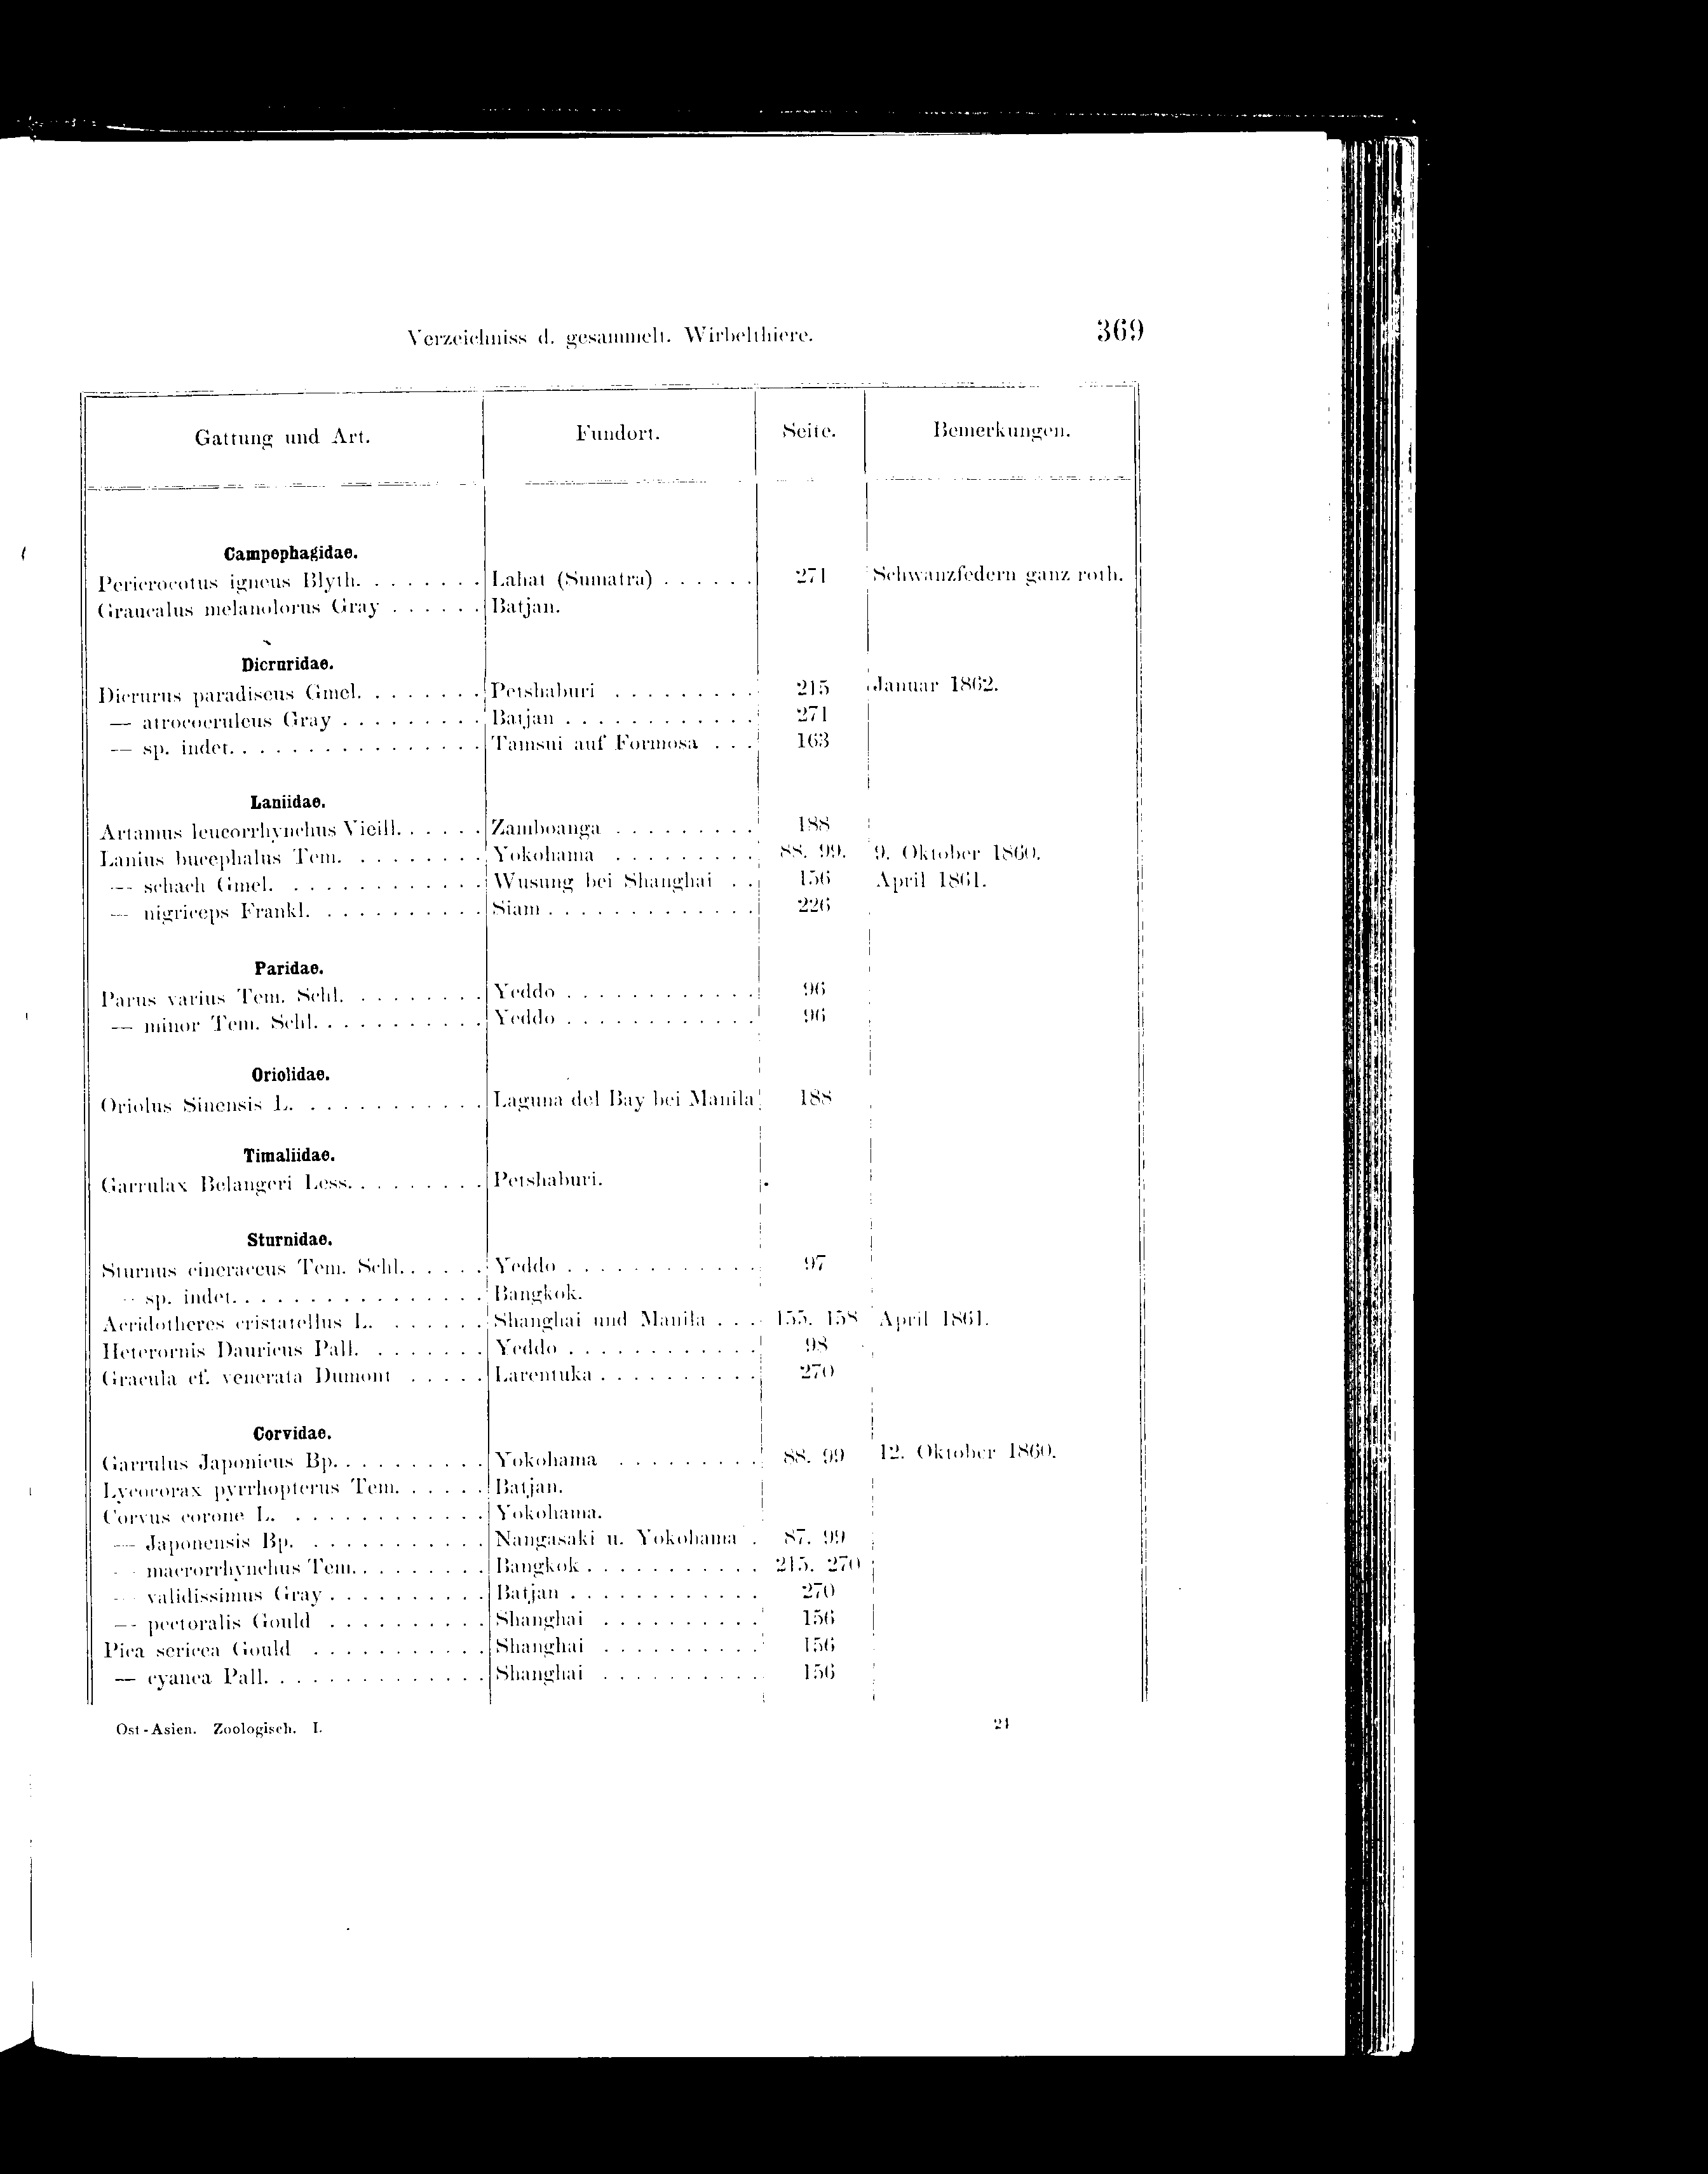 Verzeichniss d. gesammelt. Wirbelthiere. 369
Gattung und Art. Fundort. Seite. Bemerkungen.
Campephagidae.
Pericrocotus igneus Blyth. . . . . . . . Lahat (Sumatra) . . . . . . 271 Schwanzfedern ganz roth.
Graucalus melanolorus Gray . . . . . . Batjan.
Dicruridae.
Dicrurus paradiseus Gmel. . . . . . . . Petshaburi . . . . . . . . . 215 Januar 1862.
— atrocoeruleus Gray . . . . . . . . . Batjan . . . . . . . . . . . . 271
— sp. indet. . . . . . . . . . . . . . . . Tamsui auf Formosa . . . 163
Laniidae.
Artamus leucorrhynchus Vieill. . . . . . Zamboanga . . . . . . . . . 188
Lanius bucephalus Tem. . . . . . . . . Yokohama . . . . . . . . . 88. 99. 9. Oktober 1860.
— schach Gmel. . . . . . . . . . . . . Wusung bei Shanghai . . 156 April 1861.
— nigriceps Frankl. . . . . . . . . . . Siam . . . . . . . . . . . . . 226
Paridae.
Parus varius Tem. Schl. . . . . . . . . Yeddo . . . . . . . . . . . . 96
— minor Tem. Schl. . . . . . . . . . . Yeddo . . . . . . . . . . . . 96
Oriolidae.
Oriolus Sinensis L. . . . . . . . . . . . Laguna del Bay bei Manila 188
Timaliidae.
Garrulax Belangeri Less. . . . . . . . . Petshaburi.
Sturnidae.
Sturnus cineraceus Tem. Schl. . . . . . Yeddo . . . . . . . . . . . . 97
— sp. indet. . . . . . . . . . . . . . . . Bangkok.
Acridotheres cristatellus L. . . . . . . Shanghai und Manila . . . 155. 158 April 1861.
Heterornis Dauricus Pall. . . . . . . . Yeddo . . . . . . . . . . . . 98
Gracula cf. venerata Dumont . . . . . Larentuka . . . . . . . . . . 270
Corvidae.
Garrulus Japonicus Bp. . . . . . . . . . Yokohama . . . . . . . . . 88. 99 12. Oktober 1860.
Lycocorax pyrrhopterus Tem. . . . . . Batjan.
Corvus corone L. . . . . . . . . . . . . Yokohama.
— Japonensis Bp. . . . . . . . . . . . Nangasaki u. Yokohama . 87. 99
— macrorrhynchus Tem. . . . . . . . . Bangkok . . . . . . . . . . . 215. 270
— validissimus Gray . . . . . . . . . . Batjan . . . . . . . . . . . . 270
— pectoralis Gould . . . . . . . . . . Shanghai . . . . . . . . . . 156
Pica sericea Gould . . . . . . . . . . . Shanghai . . . . . . . . . . 156
— cyanea Pall. . . . . . . . . . . . . . Shanghai . . . . . . . . . . 156
Ost-Asien. Zoologisch. I. 24